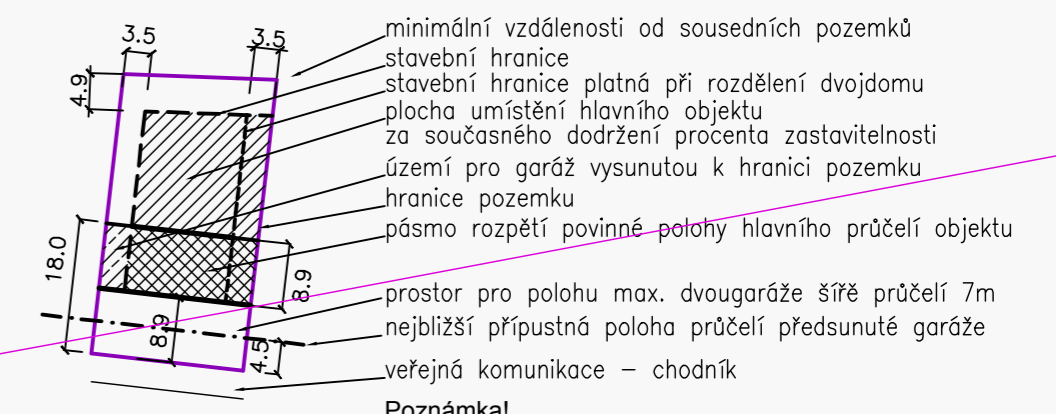 3.5
3.5
4.9
18.0
8.9
8.9
4.5
minimální vzdálenosti od sousedních pozemků
stavební hranice
stavební hranice platná při rozdělení dvojdomu
plocha umístění hlavního objektu
za současného dodržení procenta zastavitelnosti
území pro garáž vysunutou k hranici pozemku
hranice pozemku
pásmo rozpětí povinné polohy hlavního průčelí objektu
prostor pro polohu max. dvougaráže šířě průčelí 7m
nejbližší přípustná poloha průčelí předsunuté garáže
veřejná komunikace – chodník
Poznámka!